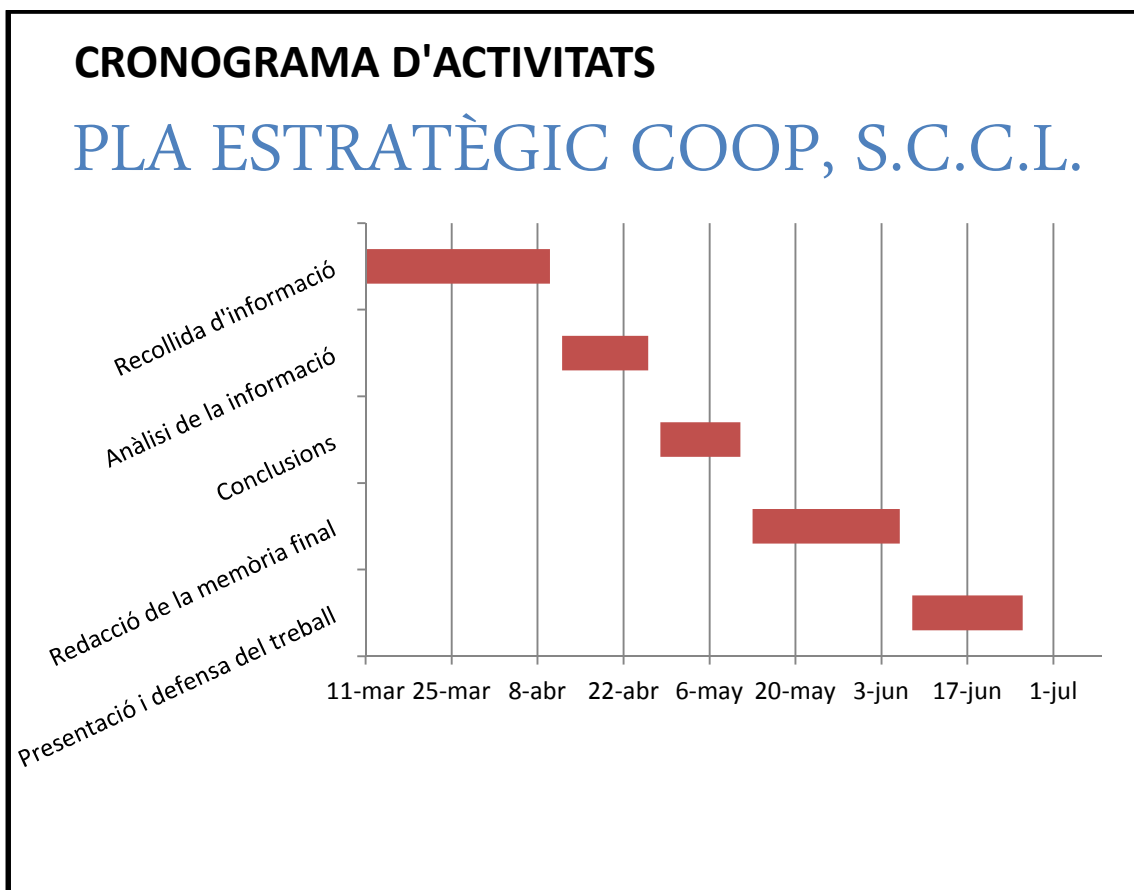 CRONOGRAMA D'ACTIVITATS
PLA ESTRATÈGIC COOP, S.C.C.L.
Recollida d'informació
Anàlisi de la informació
Conclusions
Redacció de la memòria final
Presentació i defensa del treball
11-mar 25-mar 8-abr 22-abr 6-may 20-may 3-jun 17-jun 1-jul